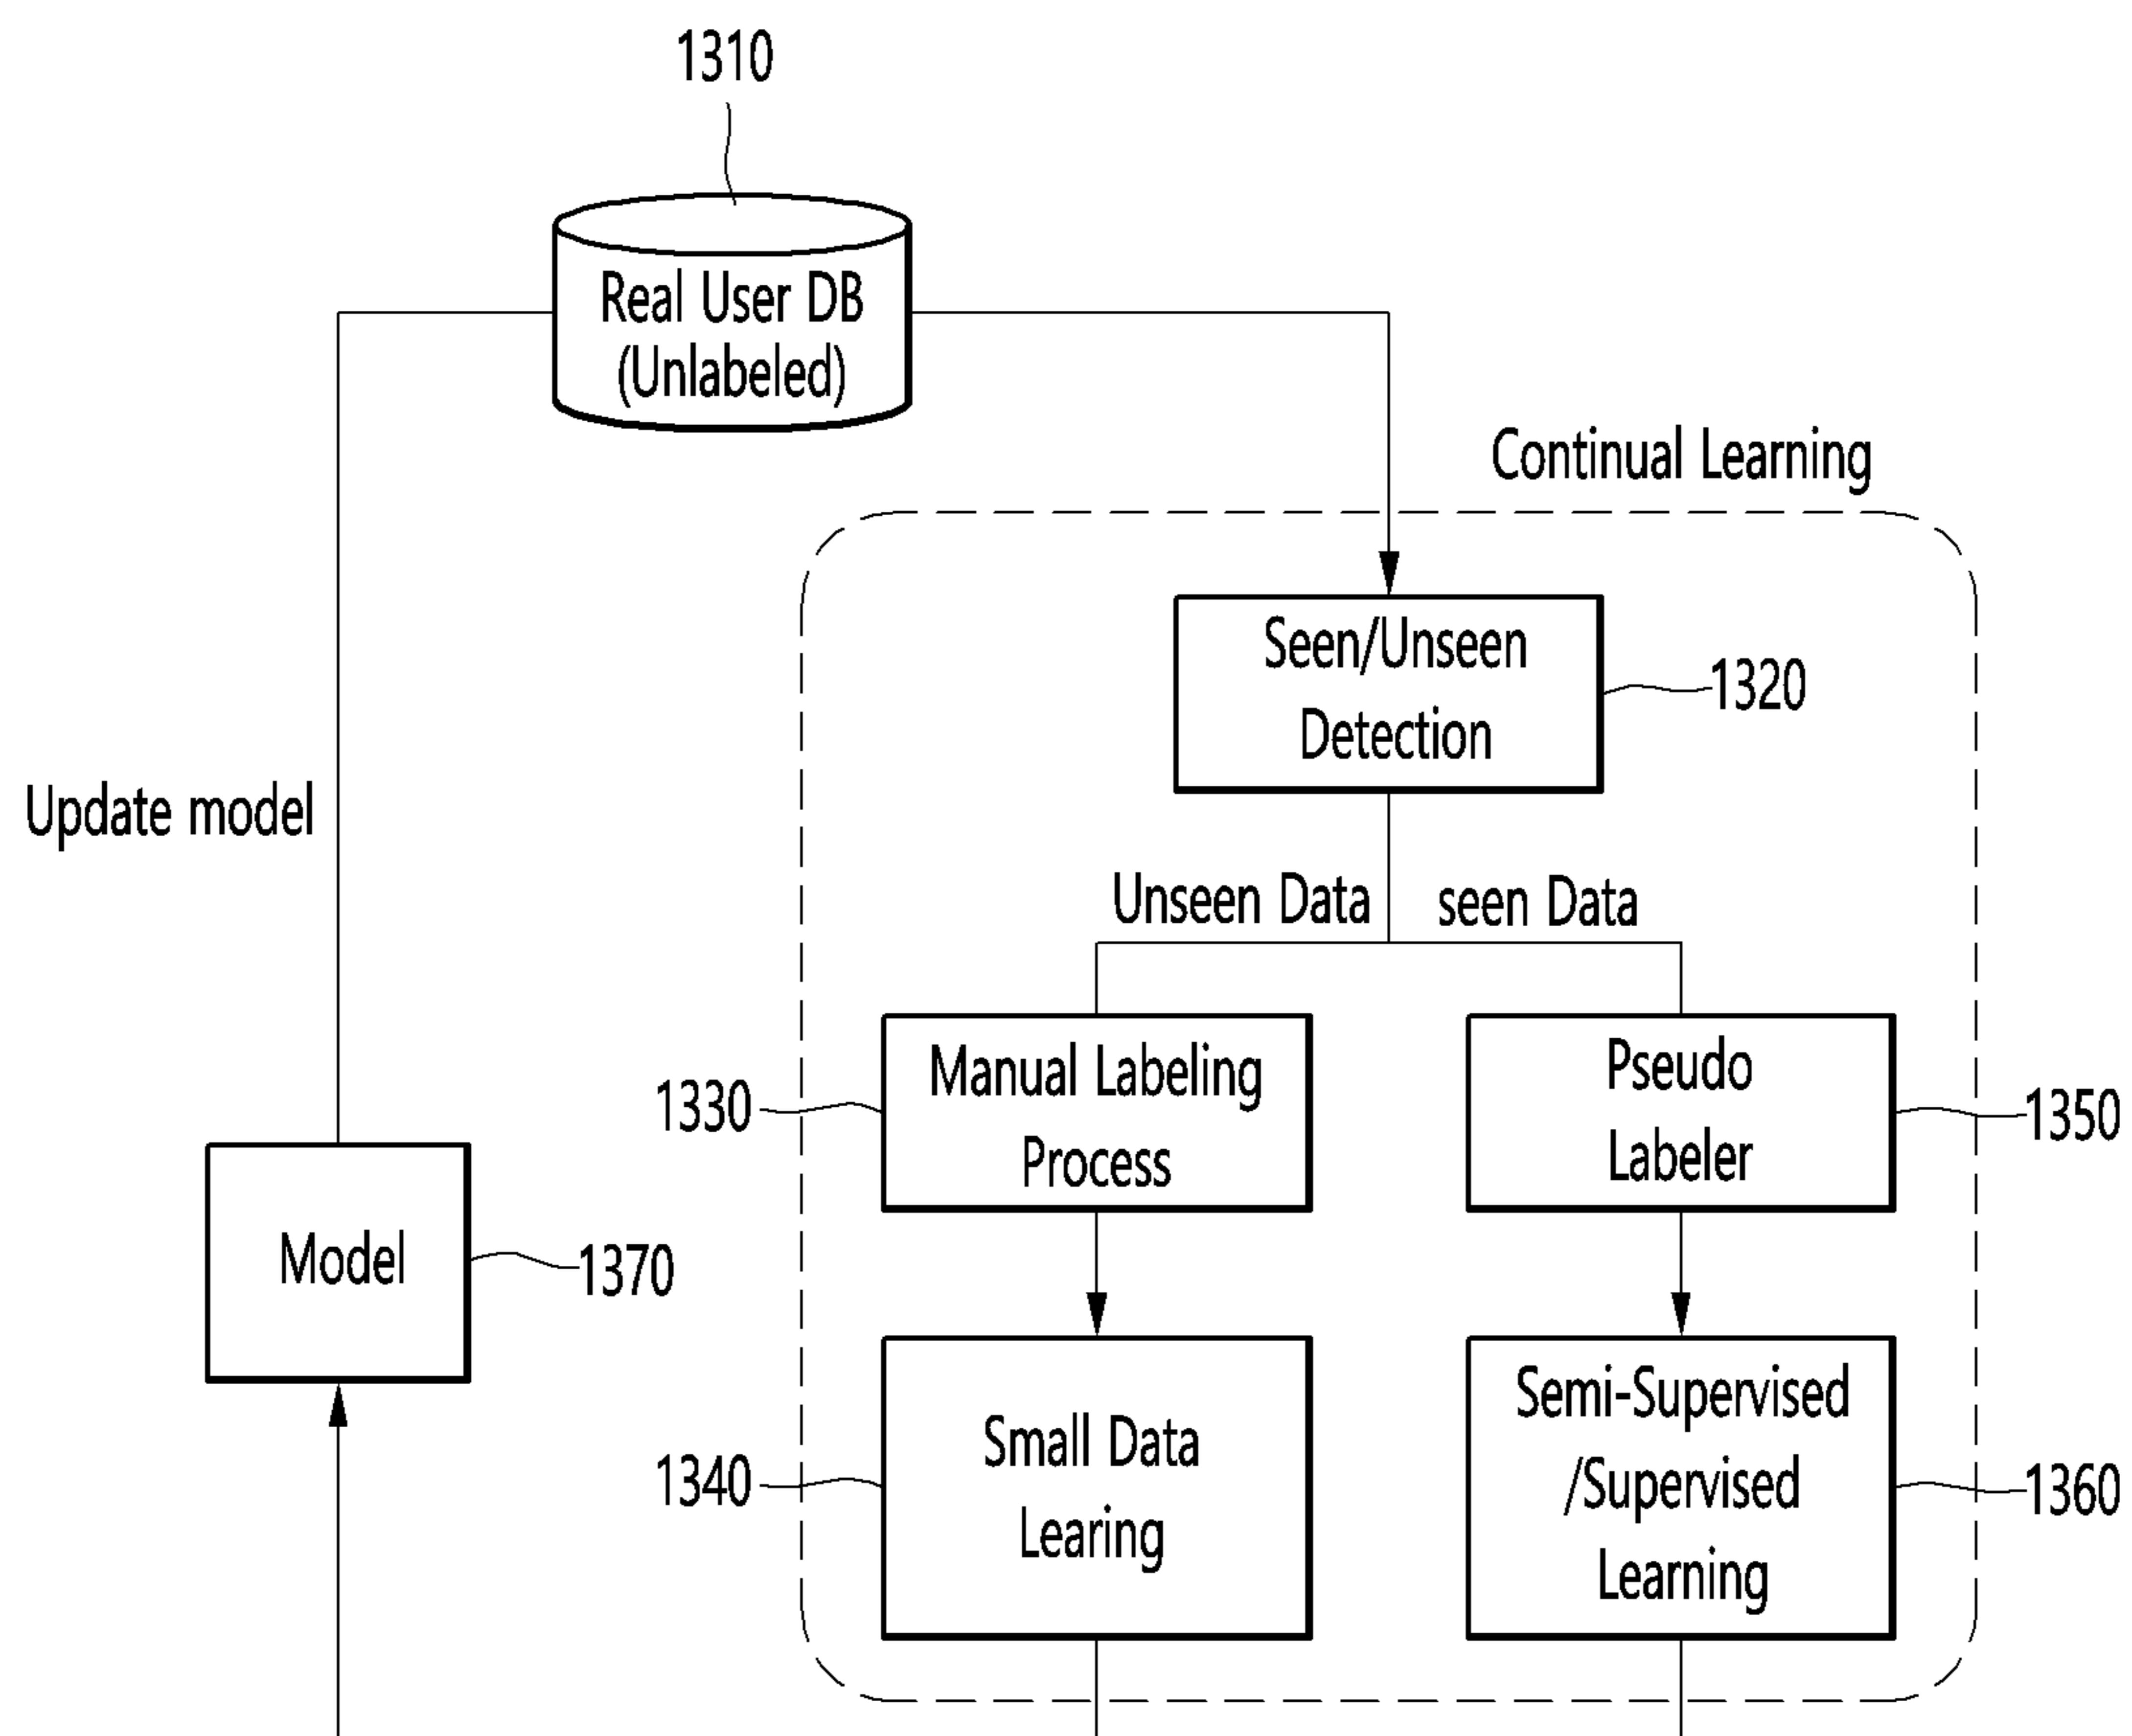 1310
Real User DB
(Unlabeled)
Continual Learning
Seen/Unseen
Detection
1320
Update model
Unseen Data
seen Data
Manual Labeling
Process
1330
Pseudo
Labeler
1350
Model
1370
Small Data
Learing
1340
Semi-Supervised
/Supervised
Learning
1360